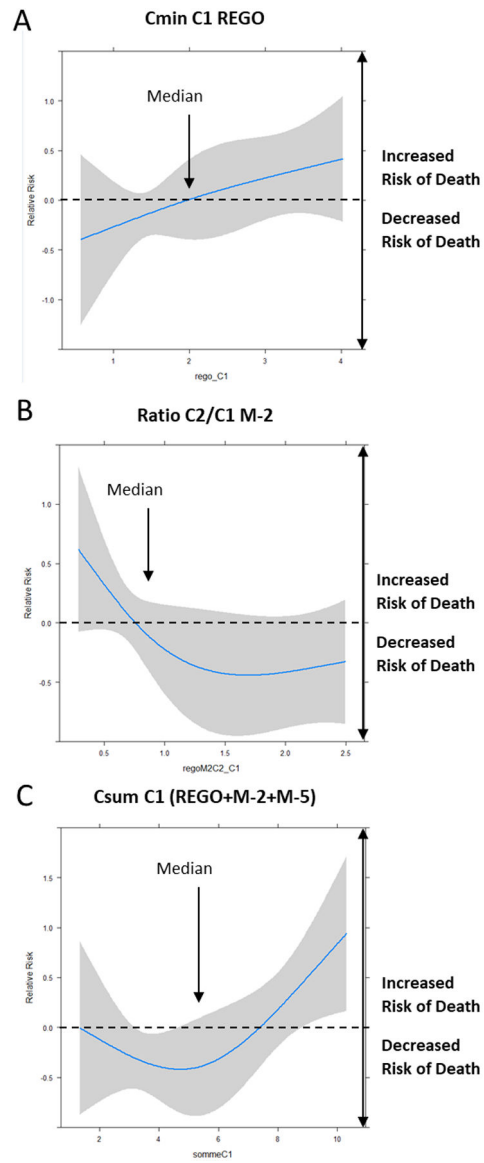 A
Cmin C1 REGO
Median
1.0
0.5
0.0
-0.5
-1.0
Relative Risk
Increased
Risk of Death
Decreased
Risk of Death
1
2
3
4
rego_C1
B
Ratio C2/C1 M-2
Median
1.0
0.5
0.0
-0.5
Relative Risk
Increased
Risk of Death
Decreased
Risk of Death
0.5
1.0
1.5
2.0
2.5
regoM2C2_C1
C
Csum C1 (REGO+M-2+M-5)
Median
1.5
1.0
0.5
0.0
-0.5
Relative Risk
Increased
Risk of Death
Decreased
Risk of Death
2
4
6
8
10
sommeC1